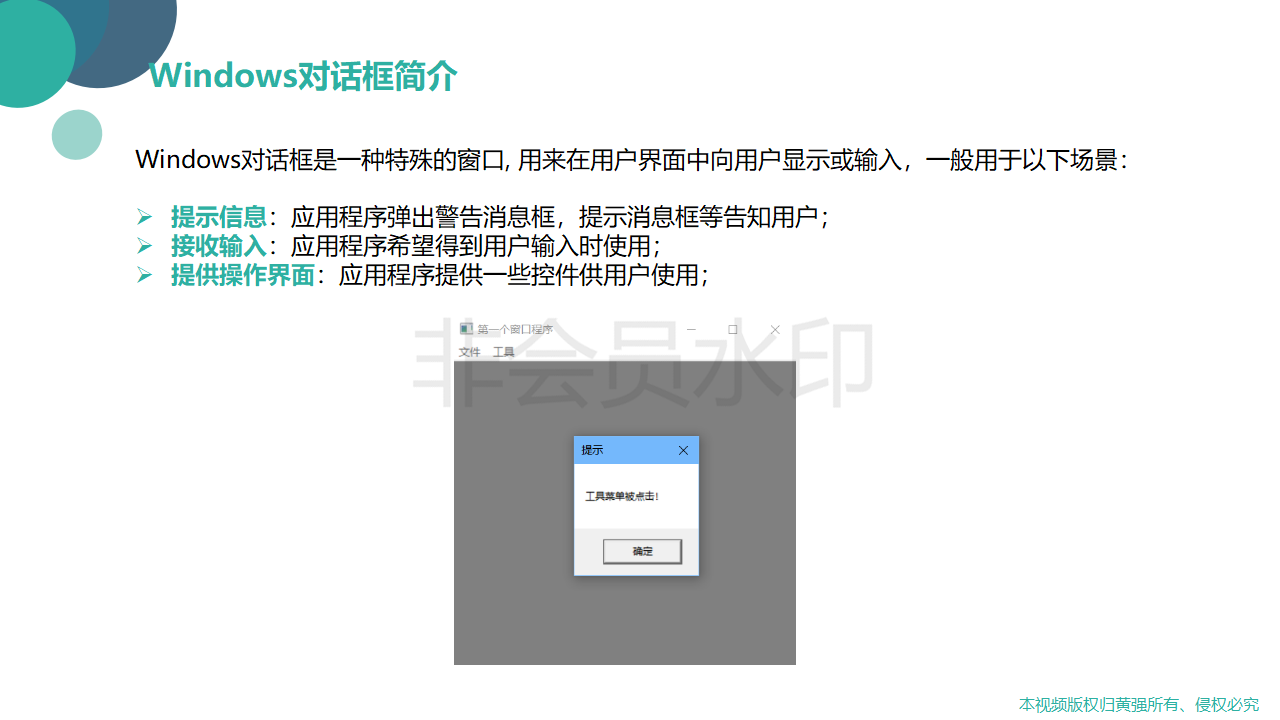 Windows对话框简介
Windows对话框是一种特殊的窗口, 用来在用户界面中向用户显示或输入，一般用于以下场景：
提示信息：应用程序弹出警告消息框，提示消息框等告知用户；
接收输入：应用程序希望得到用户输入时使用；
提供操作界面：应用程序提供一些控件供用户使用；
非会员水印
第一个窗口程序
文件 工具
提示
工具菜单被点击！
确定
本视频版权归黄强所有、侵权必究